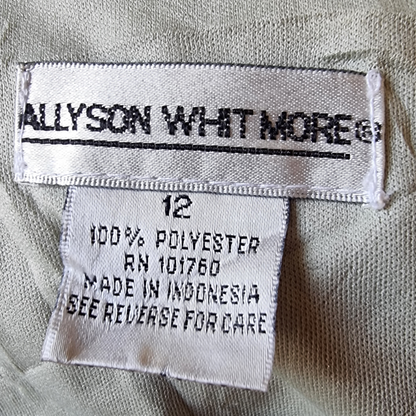 ALLYSON WHITMORE®
12
100% POLYESTER
RN 101760
MADE IN INDONESIA
SEE REVERSE FOR CARE